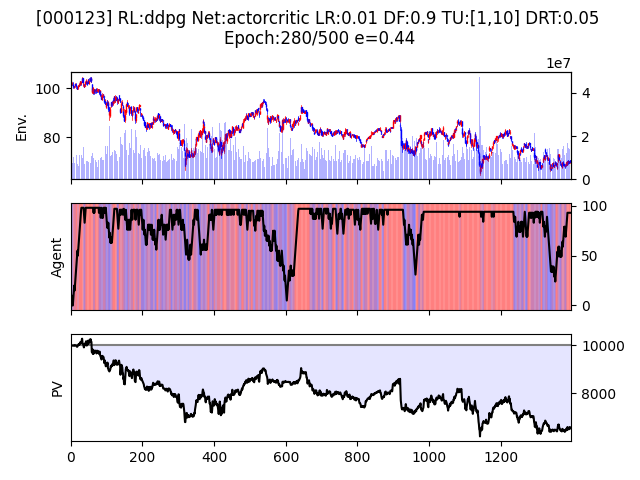 [000123] RL:ddpg Net:actorcritic LR:0.01 DF:0.9 TU:[1,10] DRT:0.05
Epoch:280/500 e=0.44
1e7
100
80
Env.
4
2
0
Agent
100
50
0
PV
10000
8000
0
200
400
600
800
1000
1200